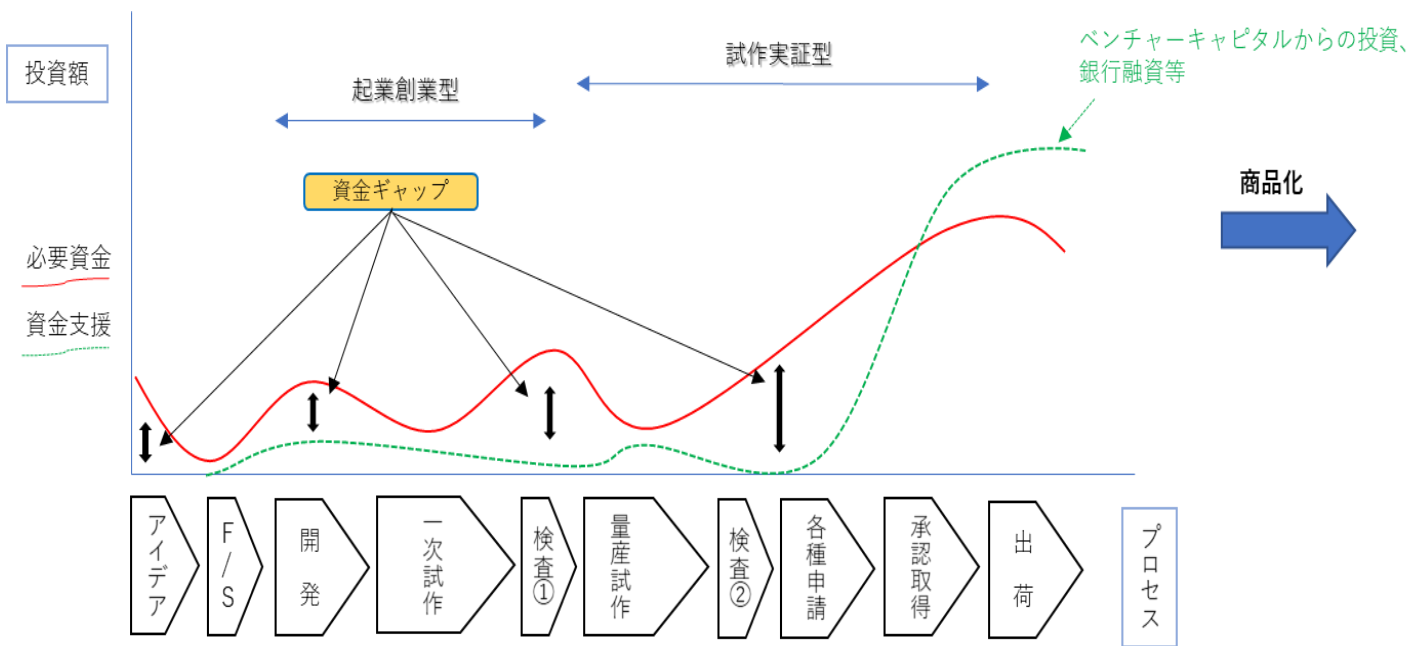 投資額
起業創業型
試作実証型
ベンチャーキャピタルからの投資、
銀行融資等
資金ギャップ
商品化
必要資金
資金支援
アイデア
F/S
開発
一次試作
検査①
量産試作
検査②
各種申請
承認取得
出荷
プロセス